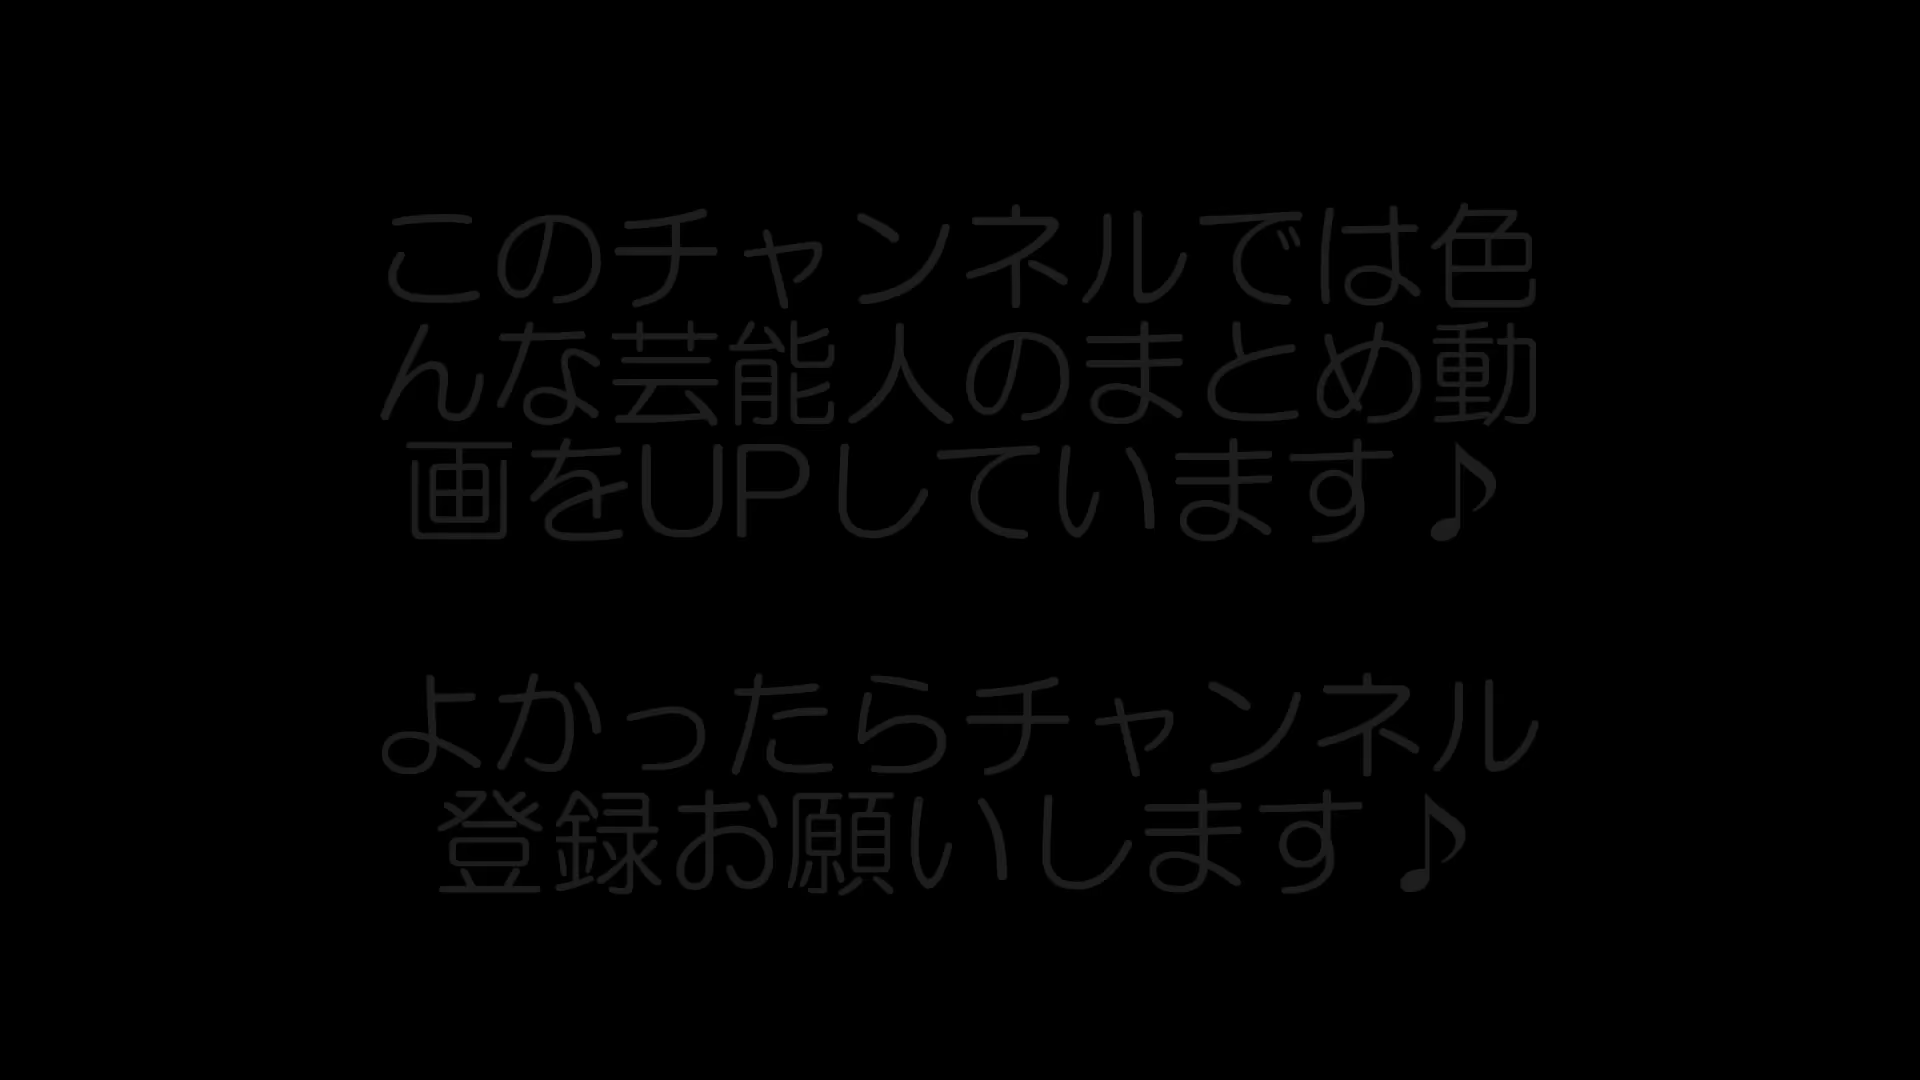 このチャンネルでは色
んな芸能人のまとめ動
画をUPしています♪
よかったらチャンネル
登録お願いします♪